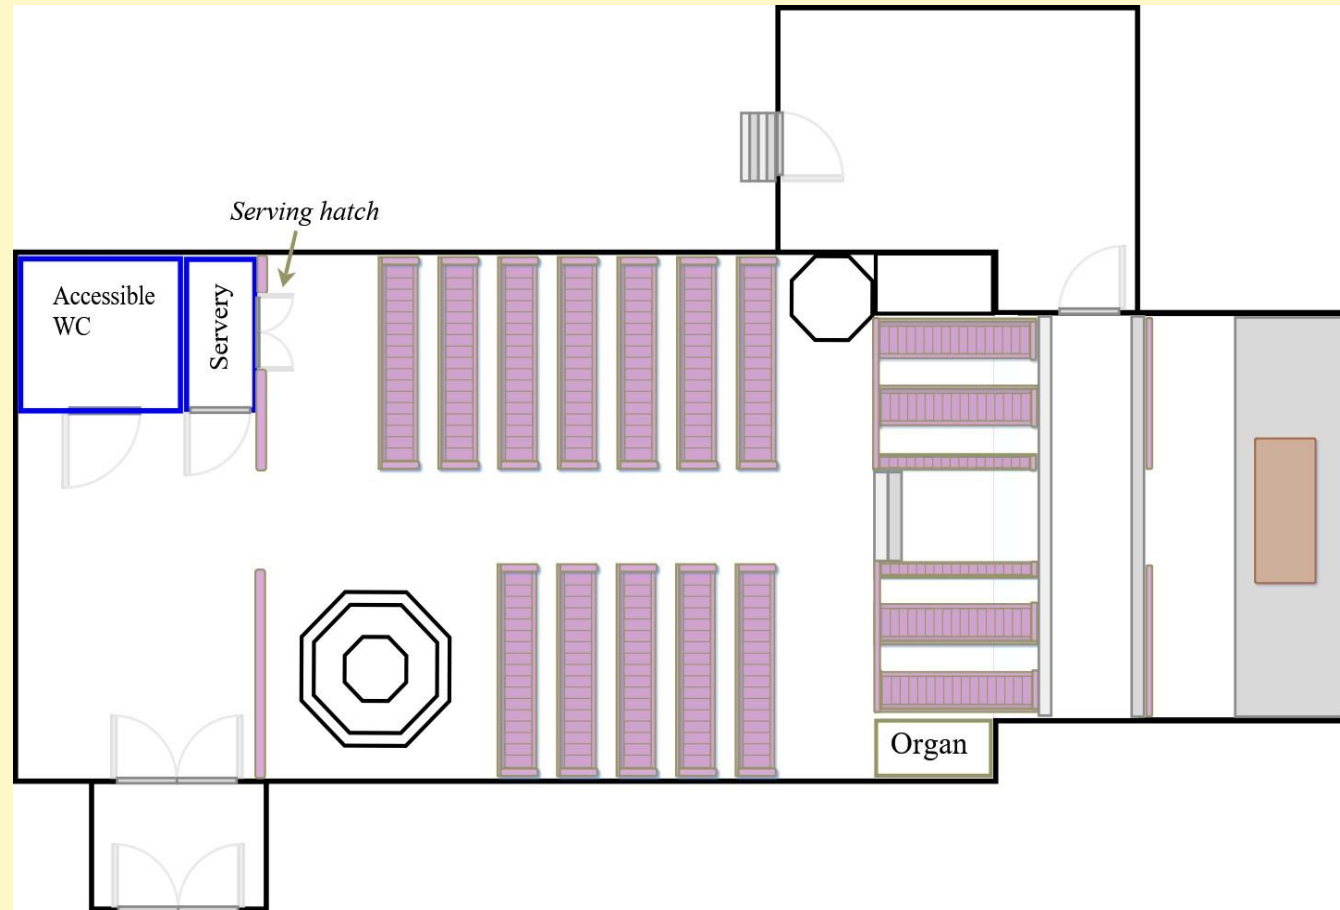 Serving hatch
Accessible
WC
Servery
Organ